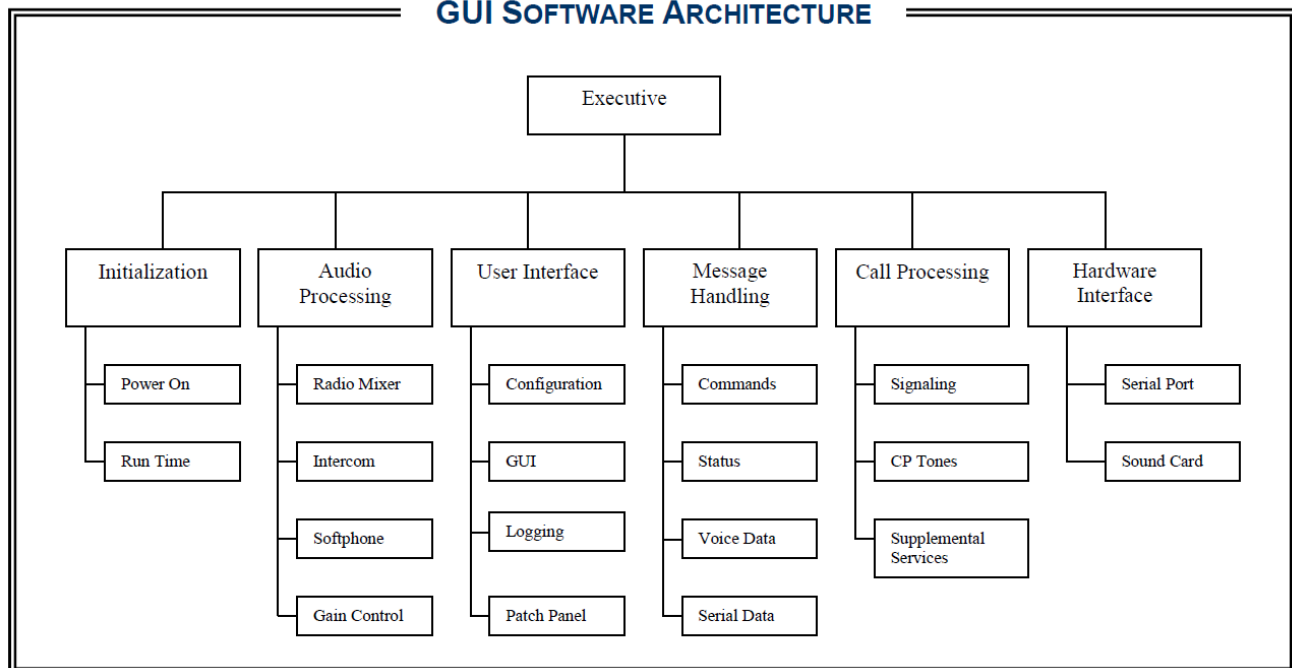 GUI SOFTWARE ARCHITECTURE
Executive
Initialization
Power On
Run Time
Audio
Processing
Radio Mixer
Intercom
Softphone
Gain Control
User Interface
Configuration
GUI
Logging
Patch Panel
Message
Handling
Commands
Status
Voice Data
Serial Data
Call Processing
Signaling
CP Tones
Supplemental
Services
Hardware
Interface
Serial Port
Sound Card